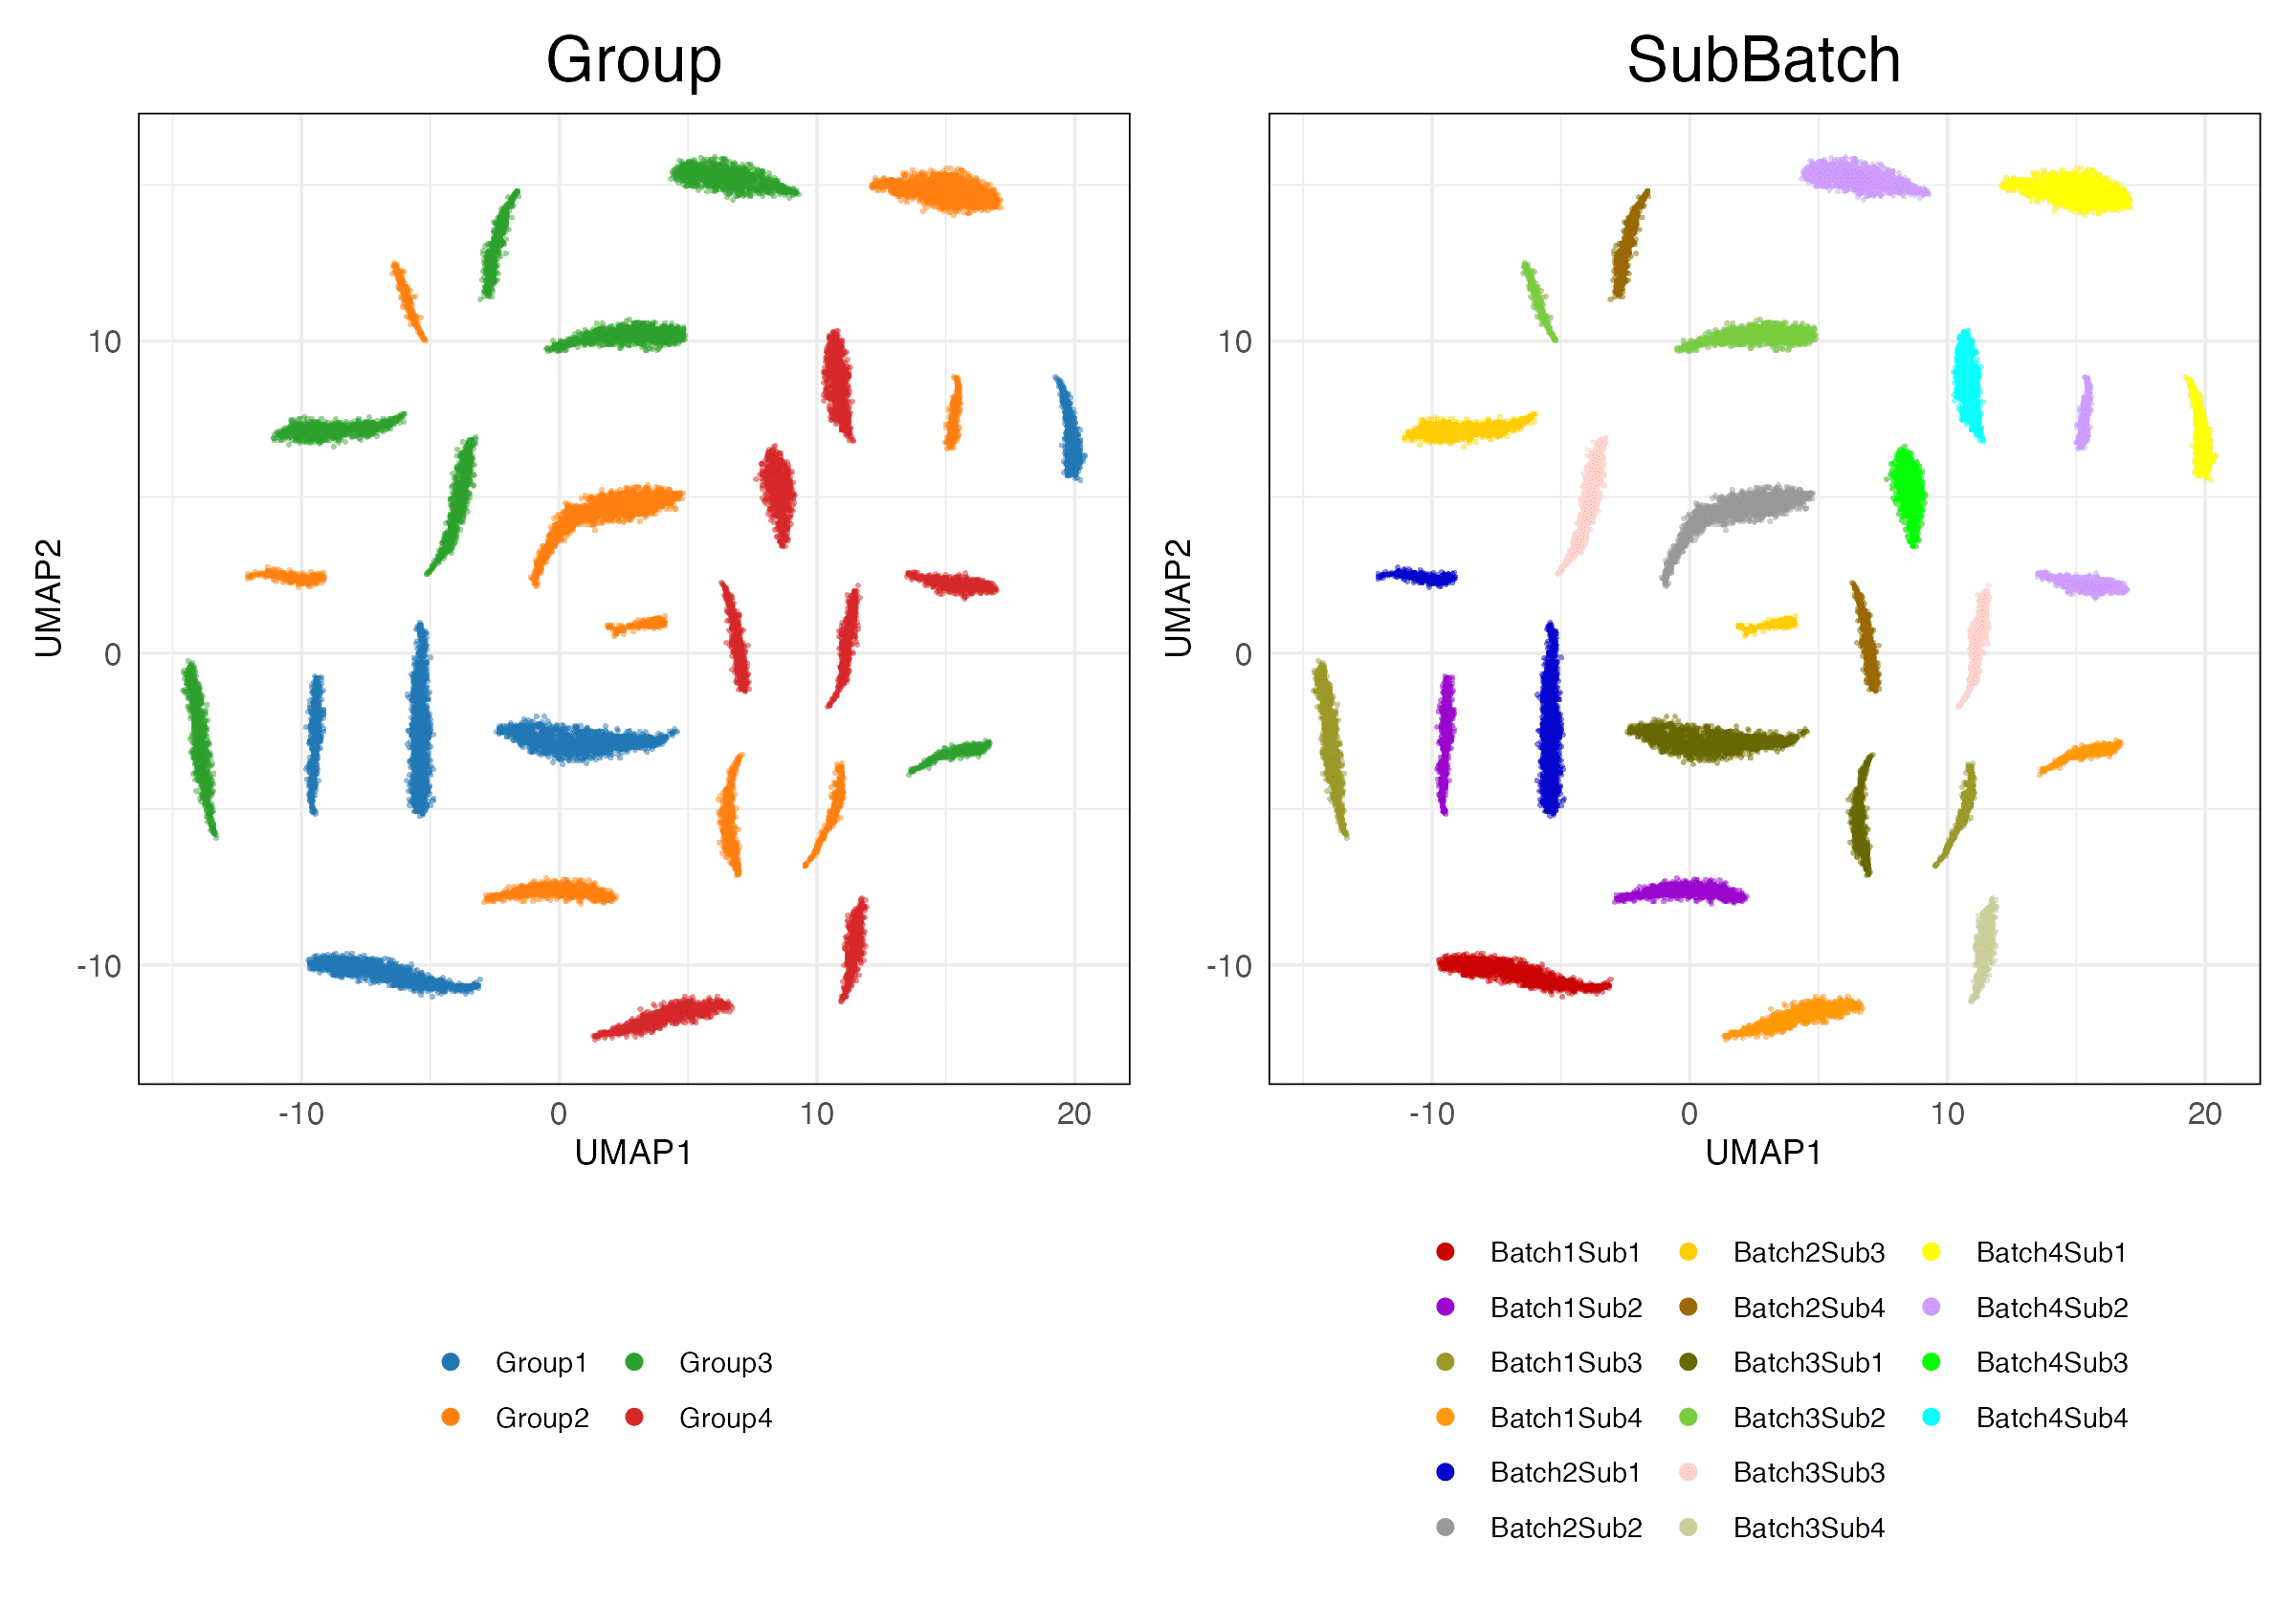 Group
SubBatch
UMAP2
10
0
-10
-10 0 10 20
UMAP1
UMAP2
10
0
-10
-10 0 10 20
UMAP1
Group1 Group3
Group2 Group4
Batch1Sub1 Batch2Sub3 Batch4Sub1
Batch1Sub2 Batch2Sub4 Batch4Sub2
Batch1Sub3 Batch3Sub1 Batch4Sub3
Batch1Sub4 Batch3Sub2 Batch4Sub4
Batch2Sub1 Batch3Sub3
Batch2Sub2 Batch3Sub4